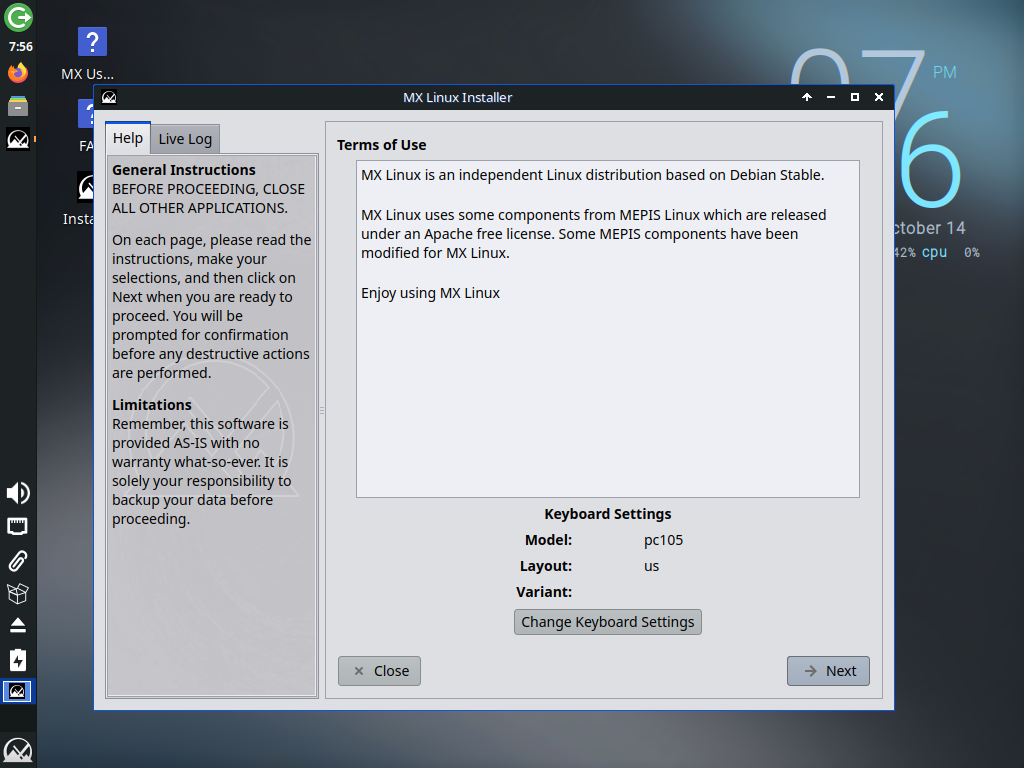 7:56
?
MX Us...
?
FA
Insta
07
PM
6
ctober 14
42% cpu 0%
MX Linux Installer
Help
Live Log
General Instructions
BEFORE PROCEEDING, CLOSE
ALL OTHER APPLICATIONS.
On each page, please read the
instructions, make your
selections, and then click on
Next when you are ready to
proceed. You will be
prompted for confirmation
before any destructive actions
are performed.
Limitations
Remember, this software is
provided AS-IS with no
warranty what-so-ever. It is
solely your responsibility to
backup your data before
proceeding.
Terms of Use
MX Linux is an independent Linux distribution based on Debian Stable.
MX Linux uses some components from MEPIS Linux which are released
under an Apache free license. Some MEPIS components have been
modified for MX Linux.
Enjoy using MX Linux
Keyboard Settings
Model: pc105
Layout: us
Variant:
Change Keyboard Settings
Close
Next